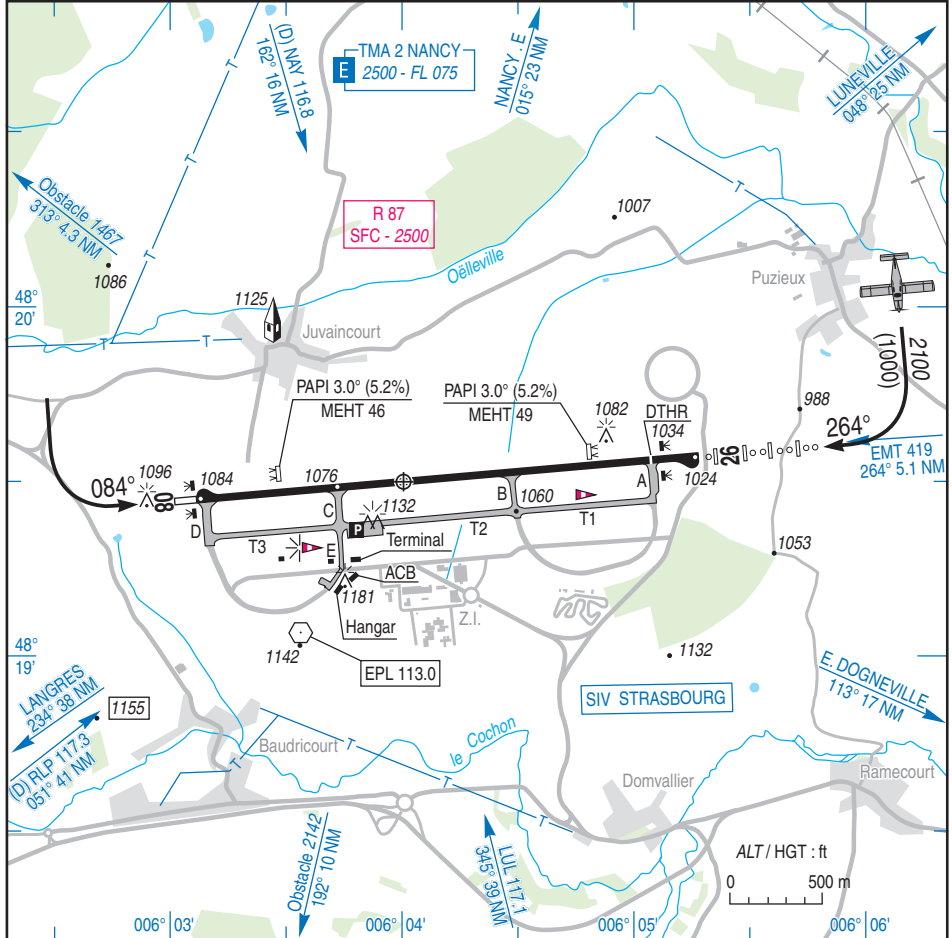 (D) NAY 116.8
162° 16 NM
TMA 2 NANCY
E
2500 - FL 075
NANCY . E
015° 23 NM
LUNEVILLE
048° 25 NM
T
Obstacle 1467
313° 4.3 NM
T
1086
R 87
SFC - 2500
1007
T
Oëlleville
Puzieux
48°
20'
1125
Juvaincourt
T
T
2100
(1000)
PAPI 3.0° (5.2%)
MEHT 46
PAPI 3.0° (5.2%)
MEHT 49
1082
DTHR
1034
988
264°
EMT 419
264° 5.1 NM
26
1024
084°
1096
08
1084
1076
C
1132
B
1060
A
D
T3
E
P
T2
T1
Terminal
ACB
1181
Hangar
Z.I.
1053
1142
EPL 113.0
1132
48°
19'
LANGRES
234° 38 NM
1155
(D) RLP 117.3
051° 41 NM
SIV STRASBOURG
E. DOGNEVILLE
113° 17 NM
Baudricourt
T
T
le Cochon
T
T
Domvallier
Ramecourt
Obstacle 2142
192° 10 NM
LUL 117.1
345° 39 NM
ALT / HGT : ft
0
500 m
006° 03'
006° 04'
006° 05'
006° 06'